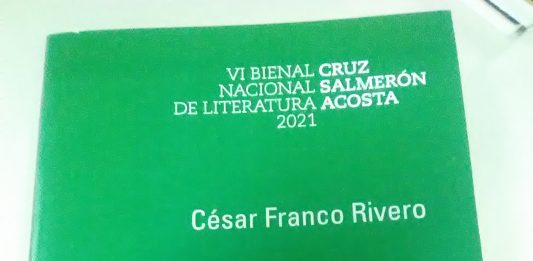 VI BIENAL CRUZ
NACIONAL SALMERÓN
DE LITERATURA ACOSTA
2021
César Franco Rivero